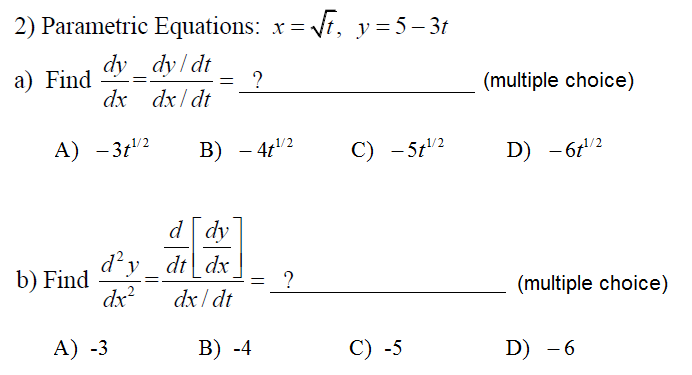 2) Parametric Equations: x = √t, y = 5 – 3t
a) Find dy/dx = (dy / dt)/(dx / dt) = ? (multiple choice)
A) – 3t^{1/2} B) – 4t^{1/2} C) – 5t^{1/2} D) – 6t^{1/2}
b) Find d²y/dx² = (d/dt [dy/dx])/(dx / dt) = ? (multiple choice)
A) -3 B) -4 C) -5 D) – 6